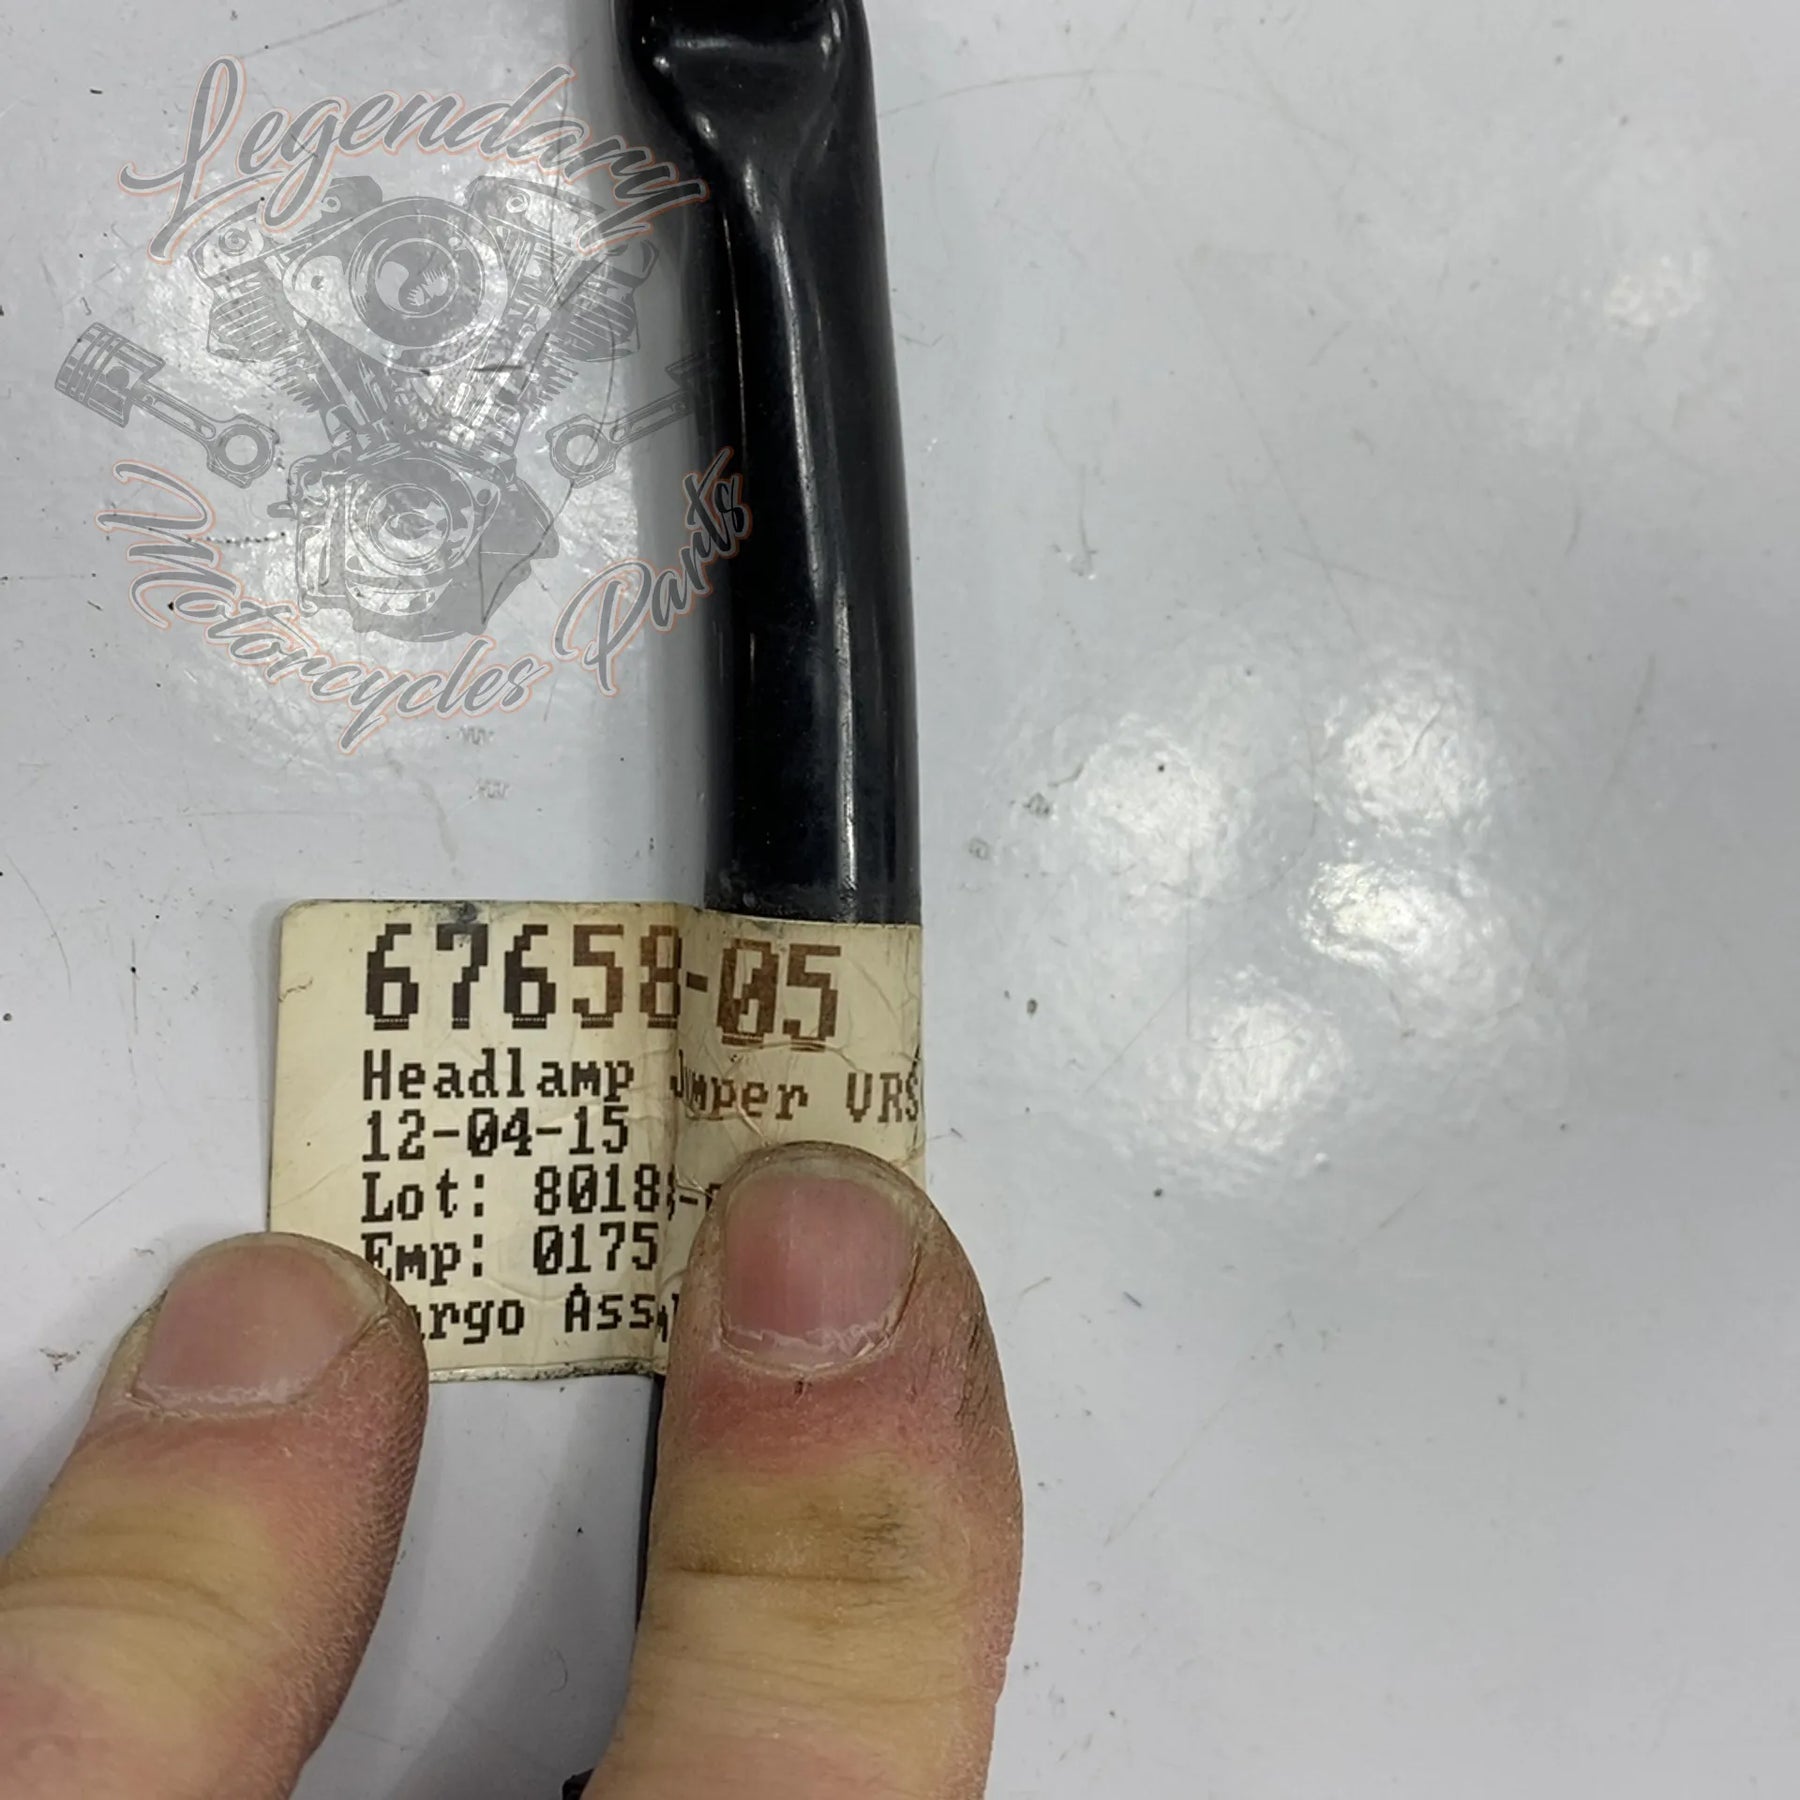 Legendary
Motorcycles Parts
67658-05
Headlamp Jumper VRS
12-04-15
Lot: 8018
Emp: 0175